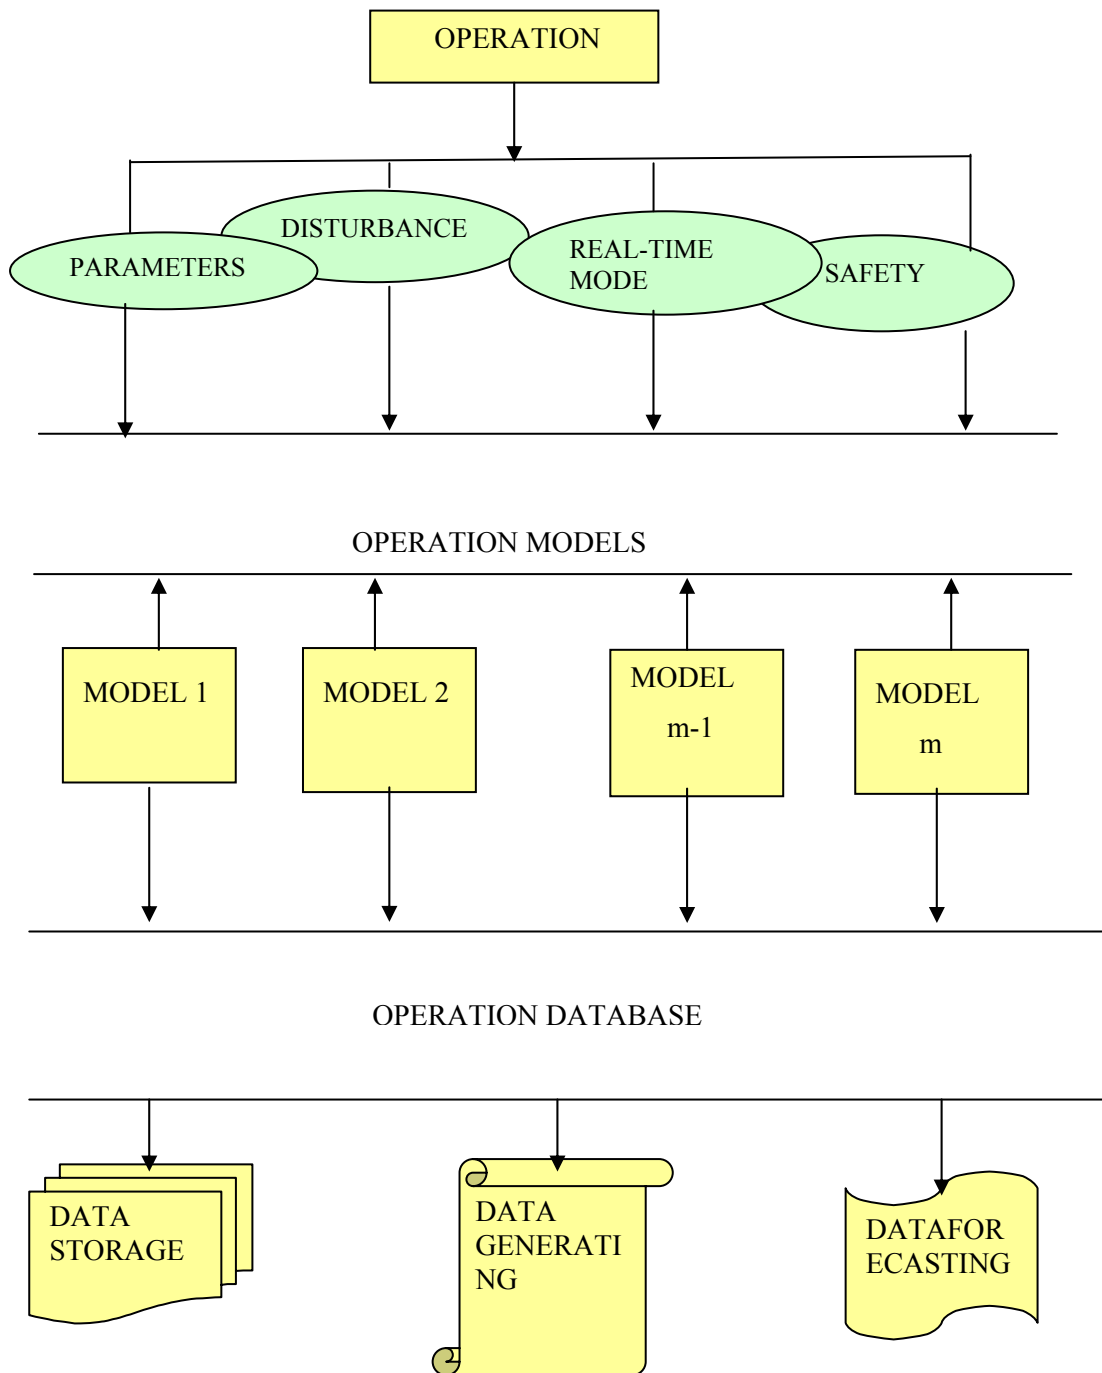 OPERATION
DISTURBANCE
PARAMETERS
REAL-TIME
MODE
SAFETY
OPERATION MODELS
MODEL 1
MODEL 2
MODEL
m-1
MODEL
m
OPERATION DATABASE
DATA
STORAGE
DATA
GENERATI
NG
DATAFOR
ECASTING